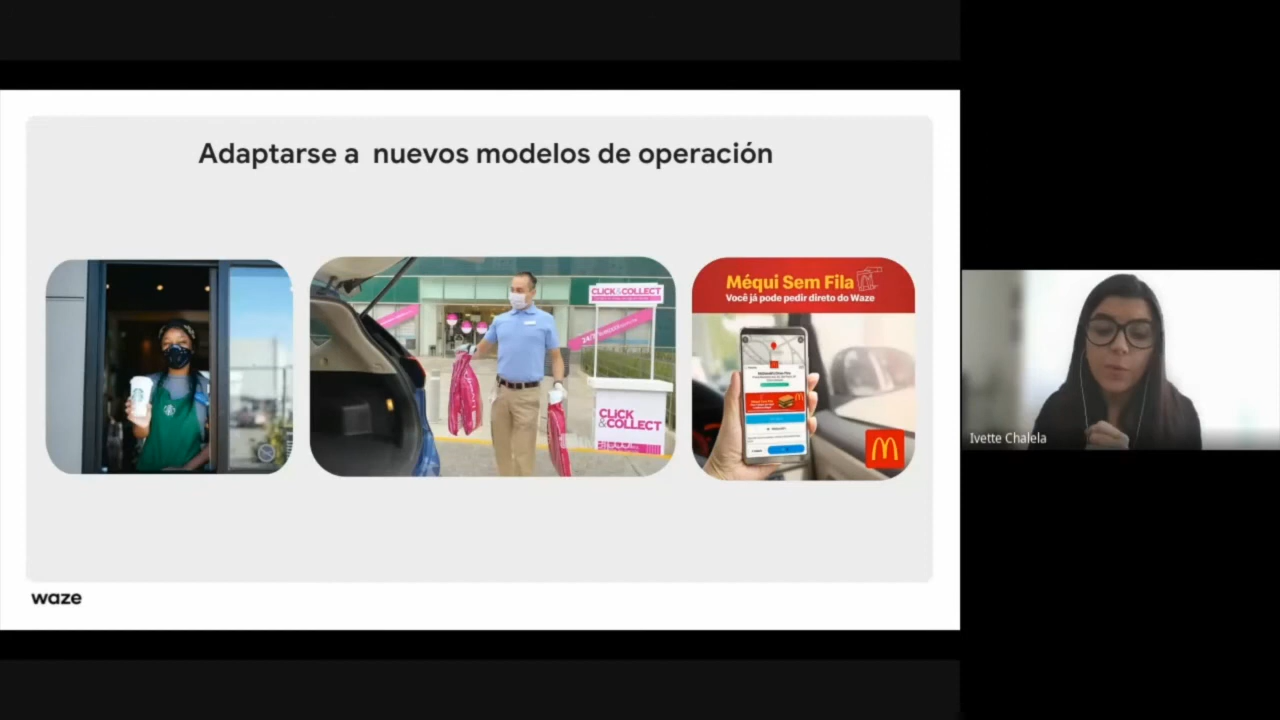 Adaptarse a nuevos modelos de operación
CLICK&COLLECT
CLICK
&COLLECT
Méqui Sem Fila
Você já pode pedir direto do Waze
waze
Ivette Chalela